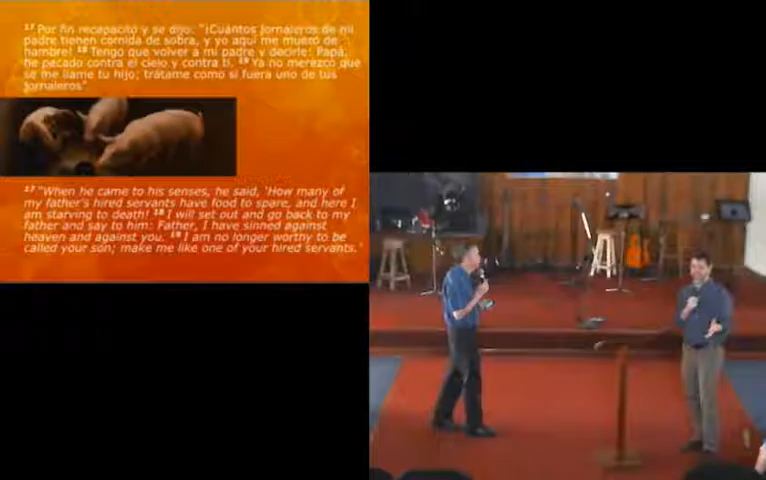 17 Por fin recapacitó y se dijo: "¡Cuántos jornaleros de mi
padre tienen comida de sobra, y yo aquí me muero de
hambre! 18 Tengo que volver a mi padre y decirle: Papá,
he pecado contra el cielo y contra ti. 19 Ya no merezco que
se me llame tu hijo; trátame como si fuera uno de tus
jornaleros"
17 "When he came to his senses, he said, 'How many of
my father's hired servants have food to spare, and here I
am starving to death! 18 I will set out and go back to my
father and say to him: Father, I have sinned against
heaven and against you. 19 I am no longer worthy to be
called your son; make me like one of your hired servants.'